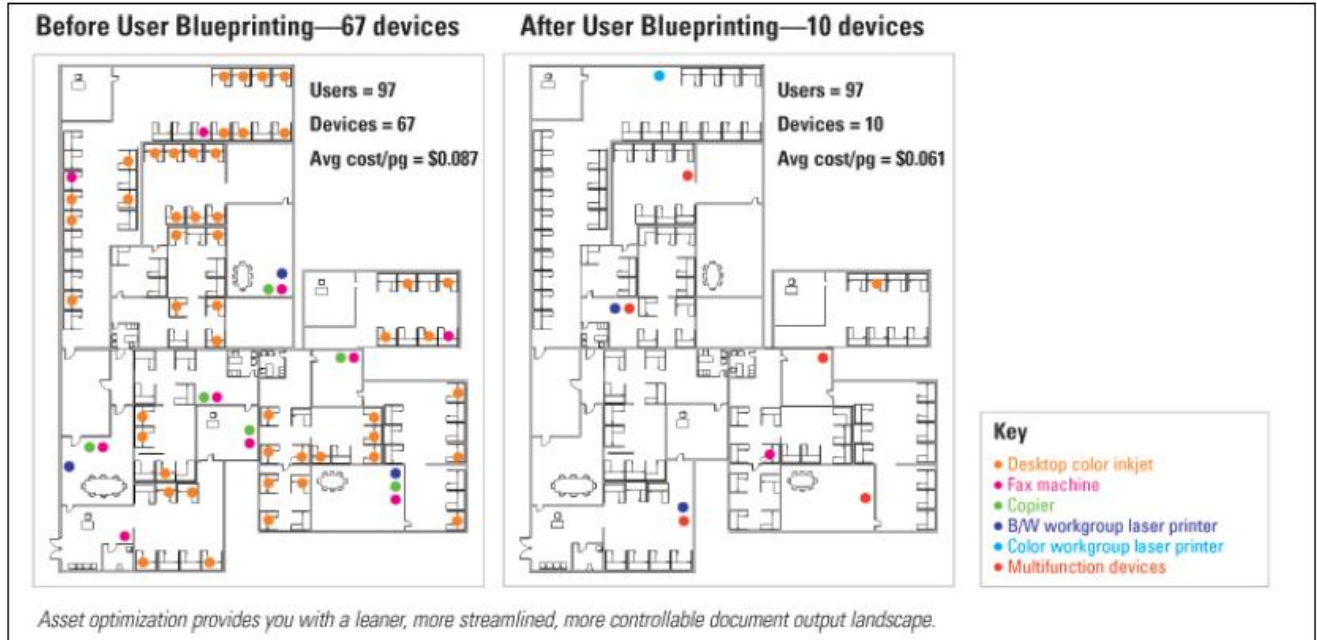 Before User Blueprinting—67 devices
After User Blueprinting—10 devices
Users = 97
Devices = 67
Avg cost/pg = $0.087
Users = 97
Devices = 10
Avg cost/pg = $0.061
Key
Desktop color inkjet
Fax machine
Copier
B/W workgroup laser printer
Color workgroup laser printer
Multifunction devices
Asset optimization provides you with a leaner, more streamlined, more controllable document output landscape.